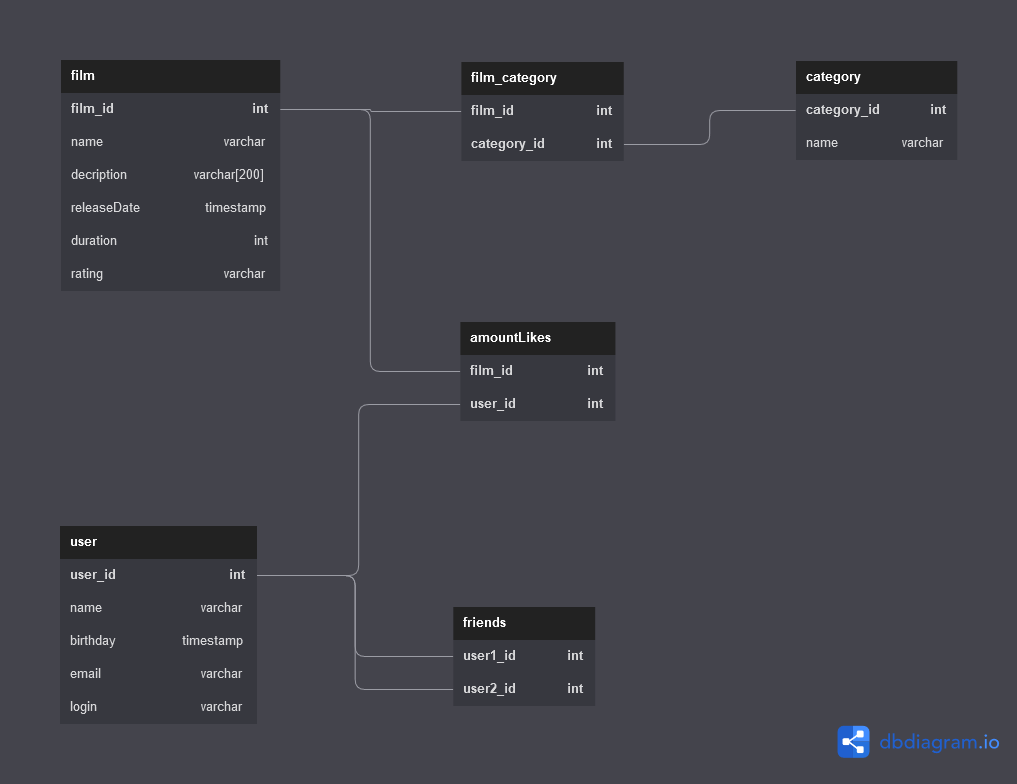 film
film_id int
name varchar
decription varchar[200]
releaseDate timestamp
duration int
rating varchar
film_category
film_id int
category_id int
category
category_id int
name varchar
amountLikes
film_id int
user_id int
user
user_id int
name varchar
birthday timestamp
email varchar
login varchar
friends
user1_id int
user2_id int
dbdiagram.io